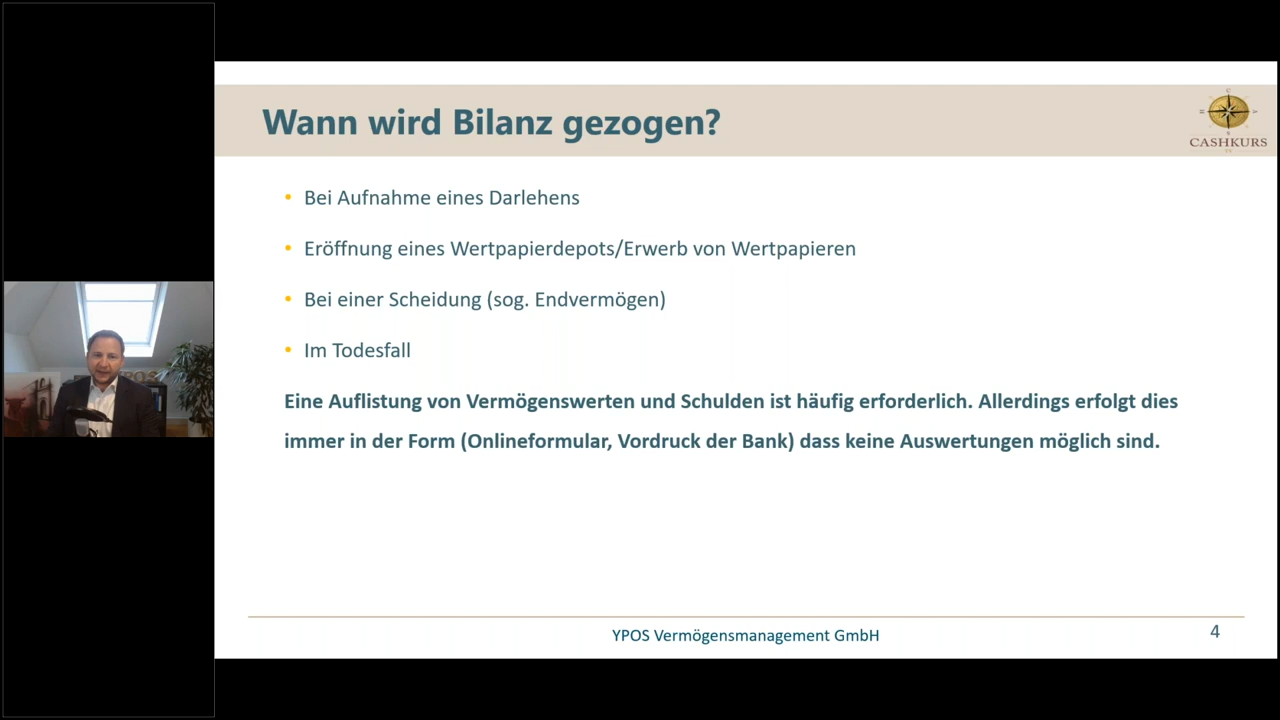 Wann wird Bilanz gezogen?
CASHKURS
• Bei Aufnahme eines Darlehens
• Eröffnung eines Wertpapierdepots/Erwerb von Wertpapieren
• Bei einer Scheidung (sog. Endvermögen)
• Im Todesfall
Eine Auflistung von Vermögenswerten und Schulden ist häufig erforderlich. Allerdings erfolgt dies
immer in der Form (Onlineformular, Vordruck der Bank) dass keine Auswertungen möglich sind.
YPOS Vermögensmanagement GmbH
4